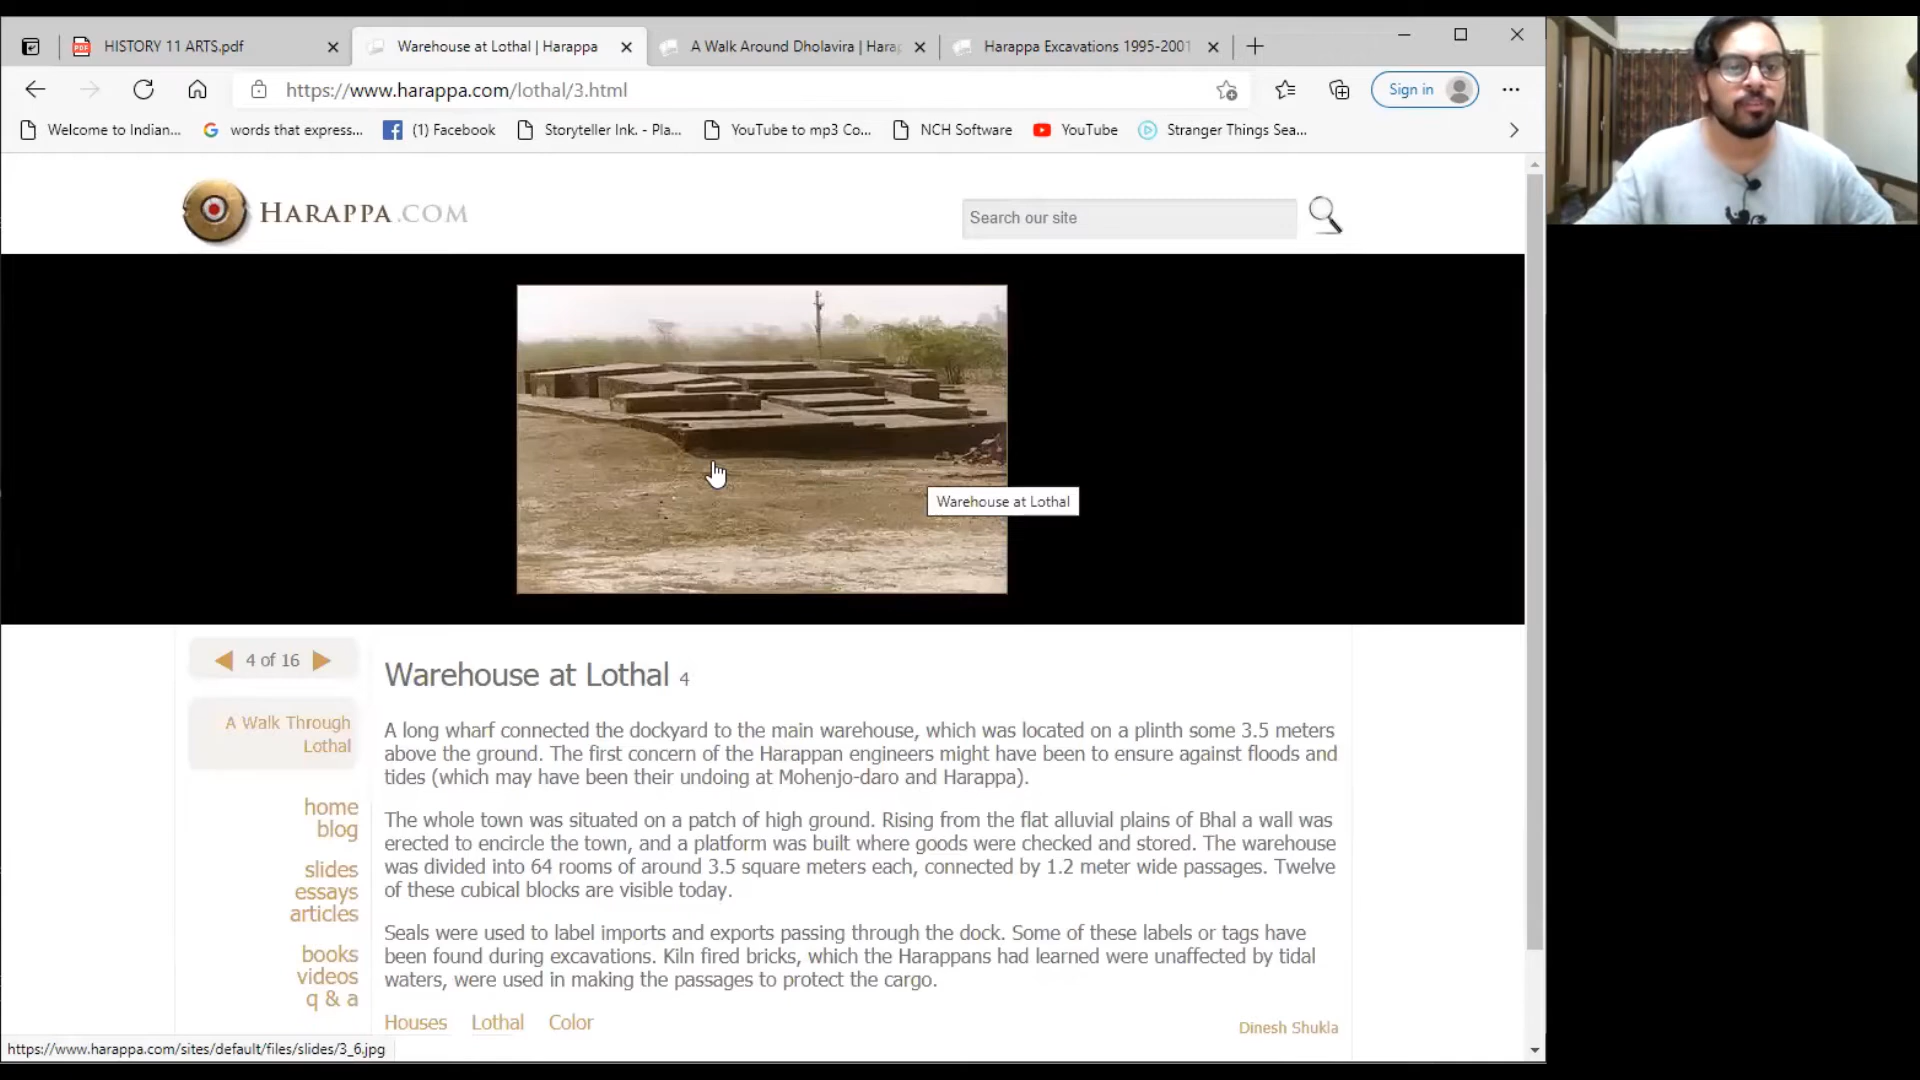 HISTORY 11 ARTS.pdf
Warehouse at Lothal | Harappa
A Walk Around Dholavira | Harap
Harappa Excavations 1995-2001
https://www.harappa.com/lothal/3.html
Sign in
Welcome to Indian...
words that express...
(1) Facebook
Storyteller Ink. - Pla...
YouTube to mp3 Co...
NCH Software
YouTube
Stranger Things Sea...
HARAPPA.COM
Search our site
Warehouse at Lothal
4 of 16
A Walk Through
Lothal
home
blog
slides
essays
articles
books
videos
q & a
Warehouse at Lothal 4
A long wharf connected the dockyard to the main warehouse, which was located on a plinth some 3.5 meters
above the ground. The first concern of the Harappan engineers might have been to ensure against floods and
tides (which may have been their undoing at Mohenjo-daro and Harappa).
The whole town was situated on a patch of high ground. Rising from the flat alluvial plains of Bhal a wall was
erected to encircle the town, and a platform was built where goods were checked and stored. The warehouse
was divided into 64 rooms of around 3.5 square meters each, connected by 1.2 meter wide passages. Twelve
of these cubical blocks are visible today.
Seals were used to label imports and exports passing through the dock. Some of these labels or tags have
been found during excavations. Kiln fired bricks, which the Harappans had learned were unaffected by tidal
waters, were used in making the passages to protect the cargo.
Houses Lothal Color
Dinesh Shukla
https://www.harappa.com/sites/default/files/slides/3_6.jpg